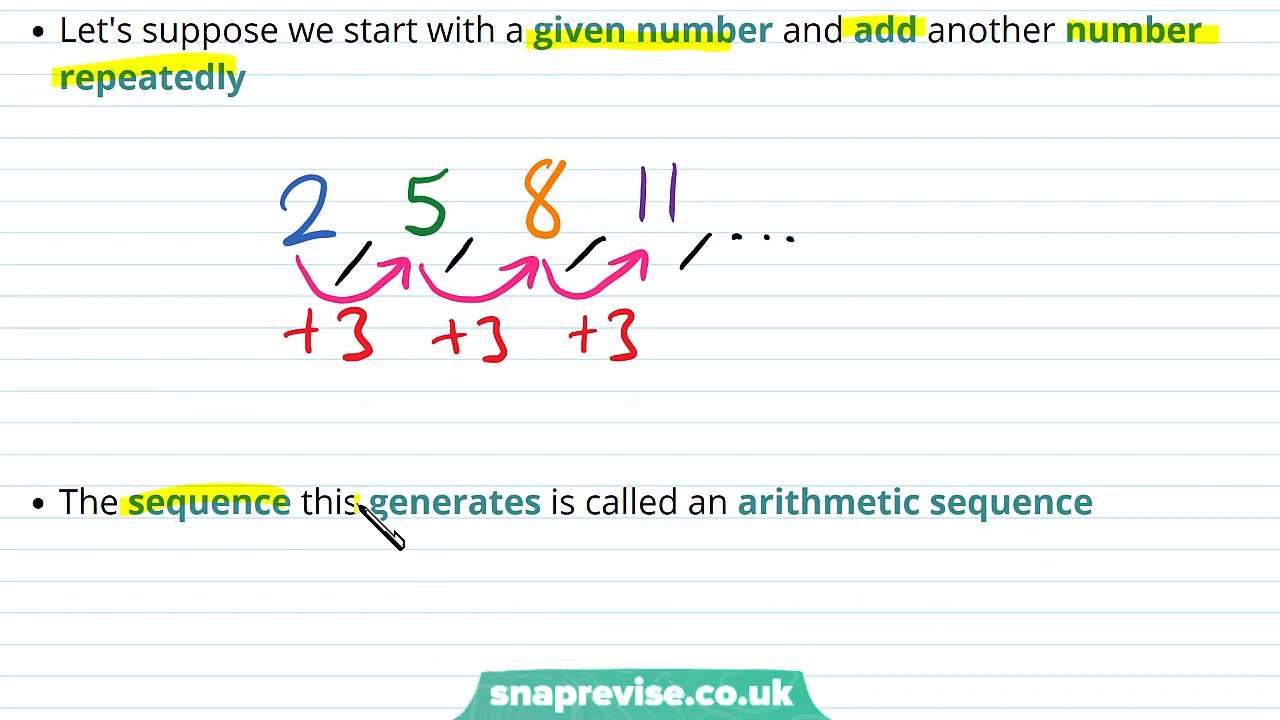 • Let's suppose we start with a given number and add another number
repeatedly
2 , 5 , 8 , 11 , ...
+3 +3 +3
• The sequence this generates is called an arithmetic sequence
snaprevise.co.uk